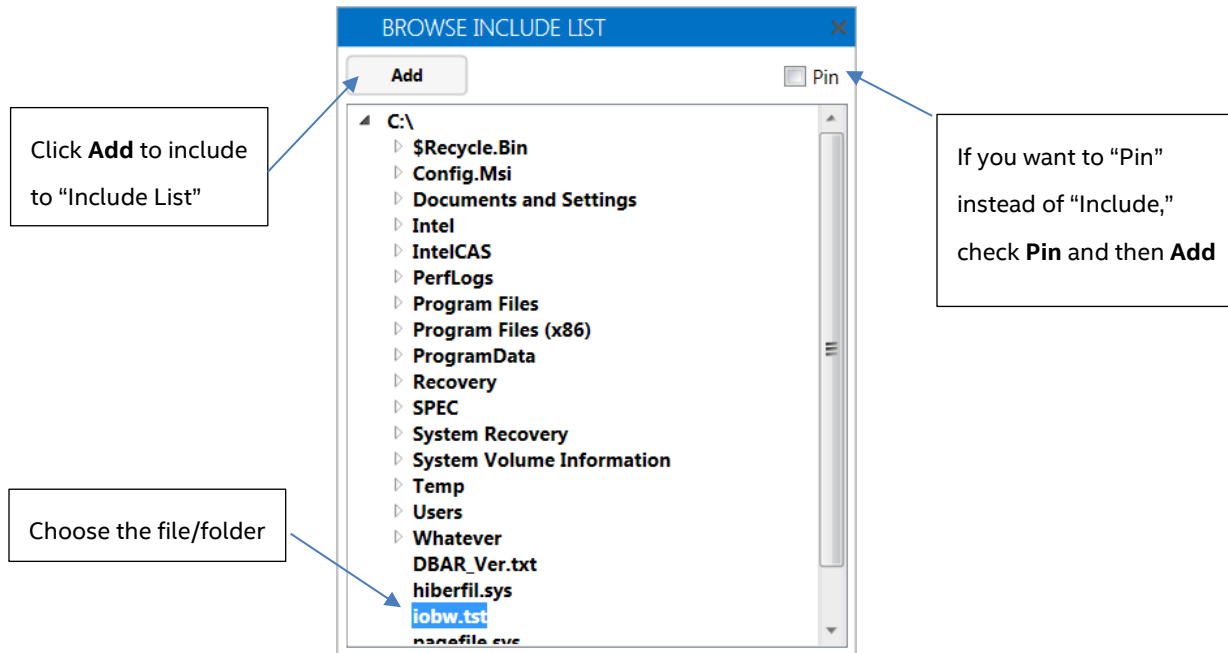 BROWSE INCLUDE LIST
Add
Pin
Click Add to include
to “Include List”
If you want to “Pin”
instead of “Include,”
check Pin and then Add
C:\
$Recycle.Bin
Config.Msi
Documents and Settings
Intel
IntelCAS
PerfLogs
Program Files
Program Files (x86)
ProgramData
Recovery
SPEC
System Recovery
System Volume Information
Temp
Users
Whatever
Choose the file/folder
DBAR_Ver.txt
hiberfil.sys
iobw.tst
pagefile.sys